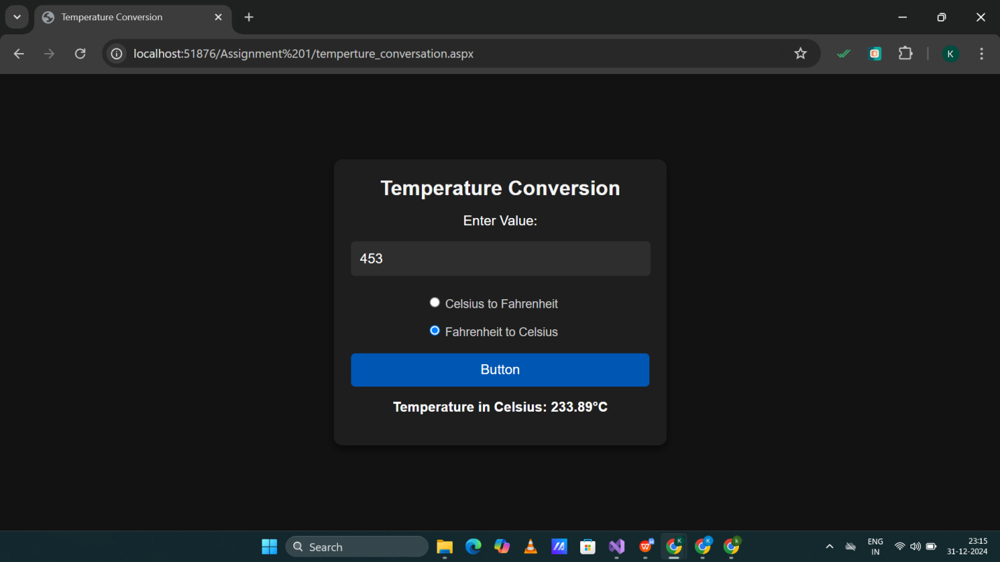 Temperature Conversion
localhost:51876/Assignment%201/temperture_conversation.aspx
K
Temperature Conversion
Enter Value:
453
Celsius to Fahrenheit
Fahrenheit to Celsius
Button
Temperature in Celsius: 233.89°C
Search
ENG
IN
23:15
31-12-2024